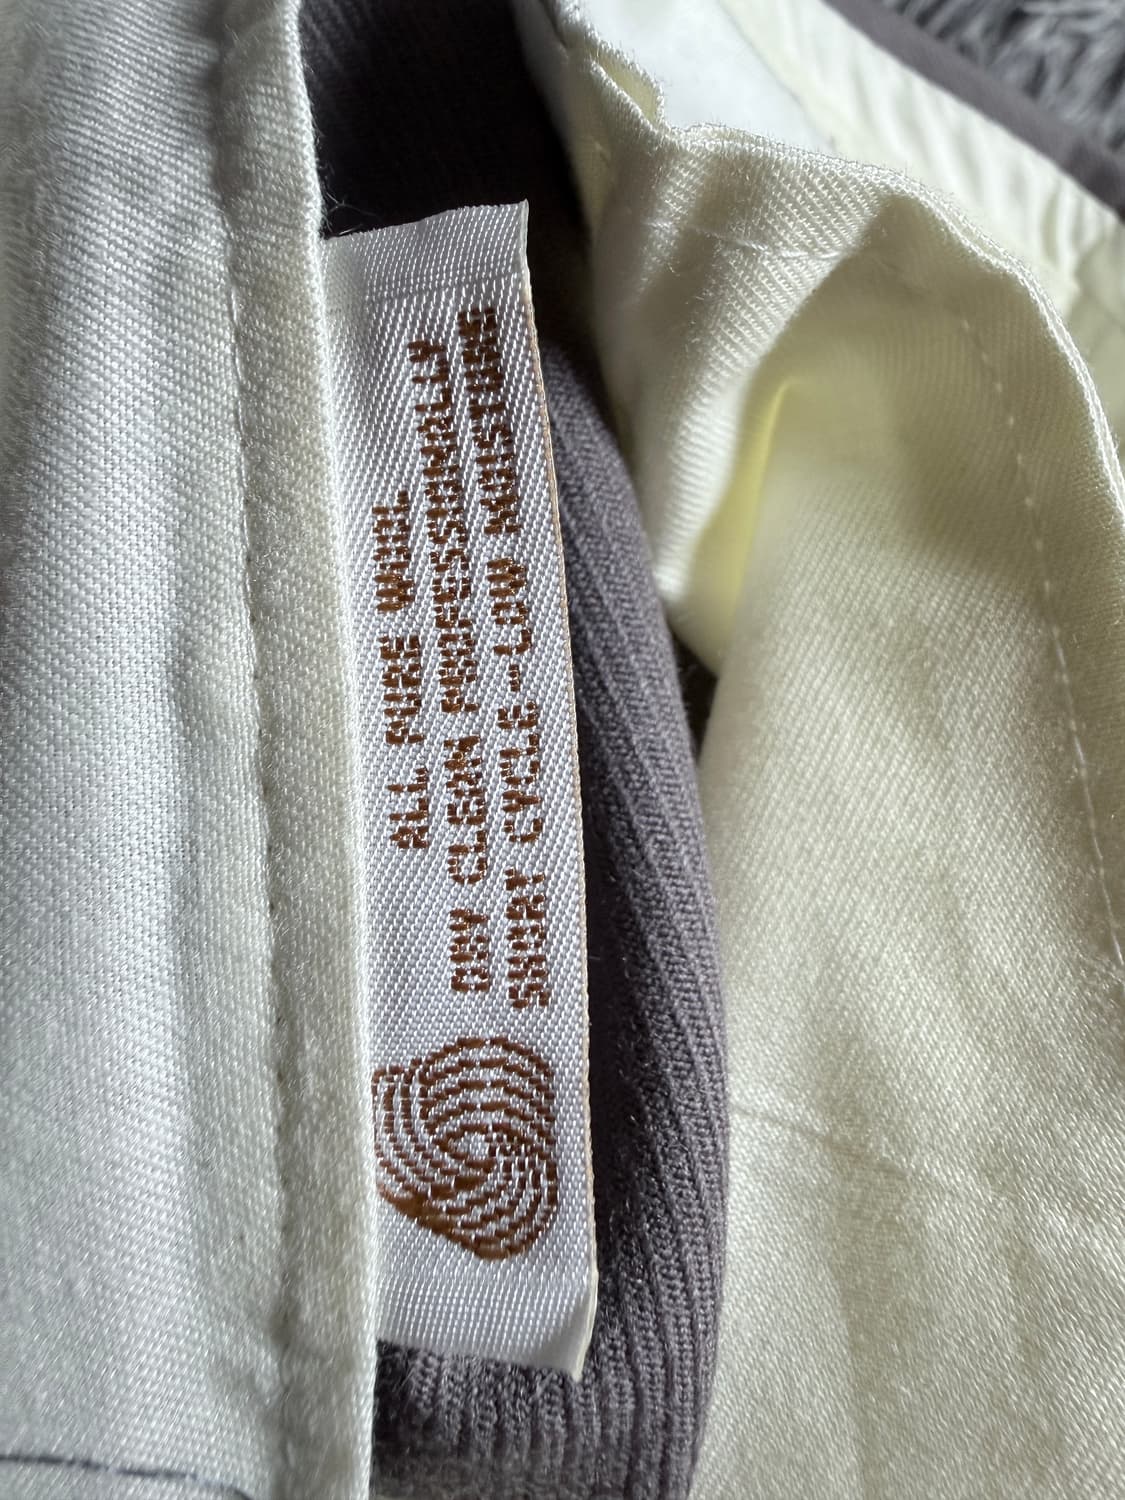 ALL PURE WOOL
DRY CLEAN PROFESSIONALLY
SHORT CYCLE - LOW MOISTURE